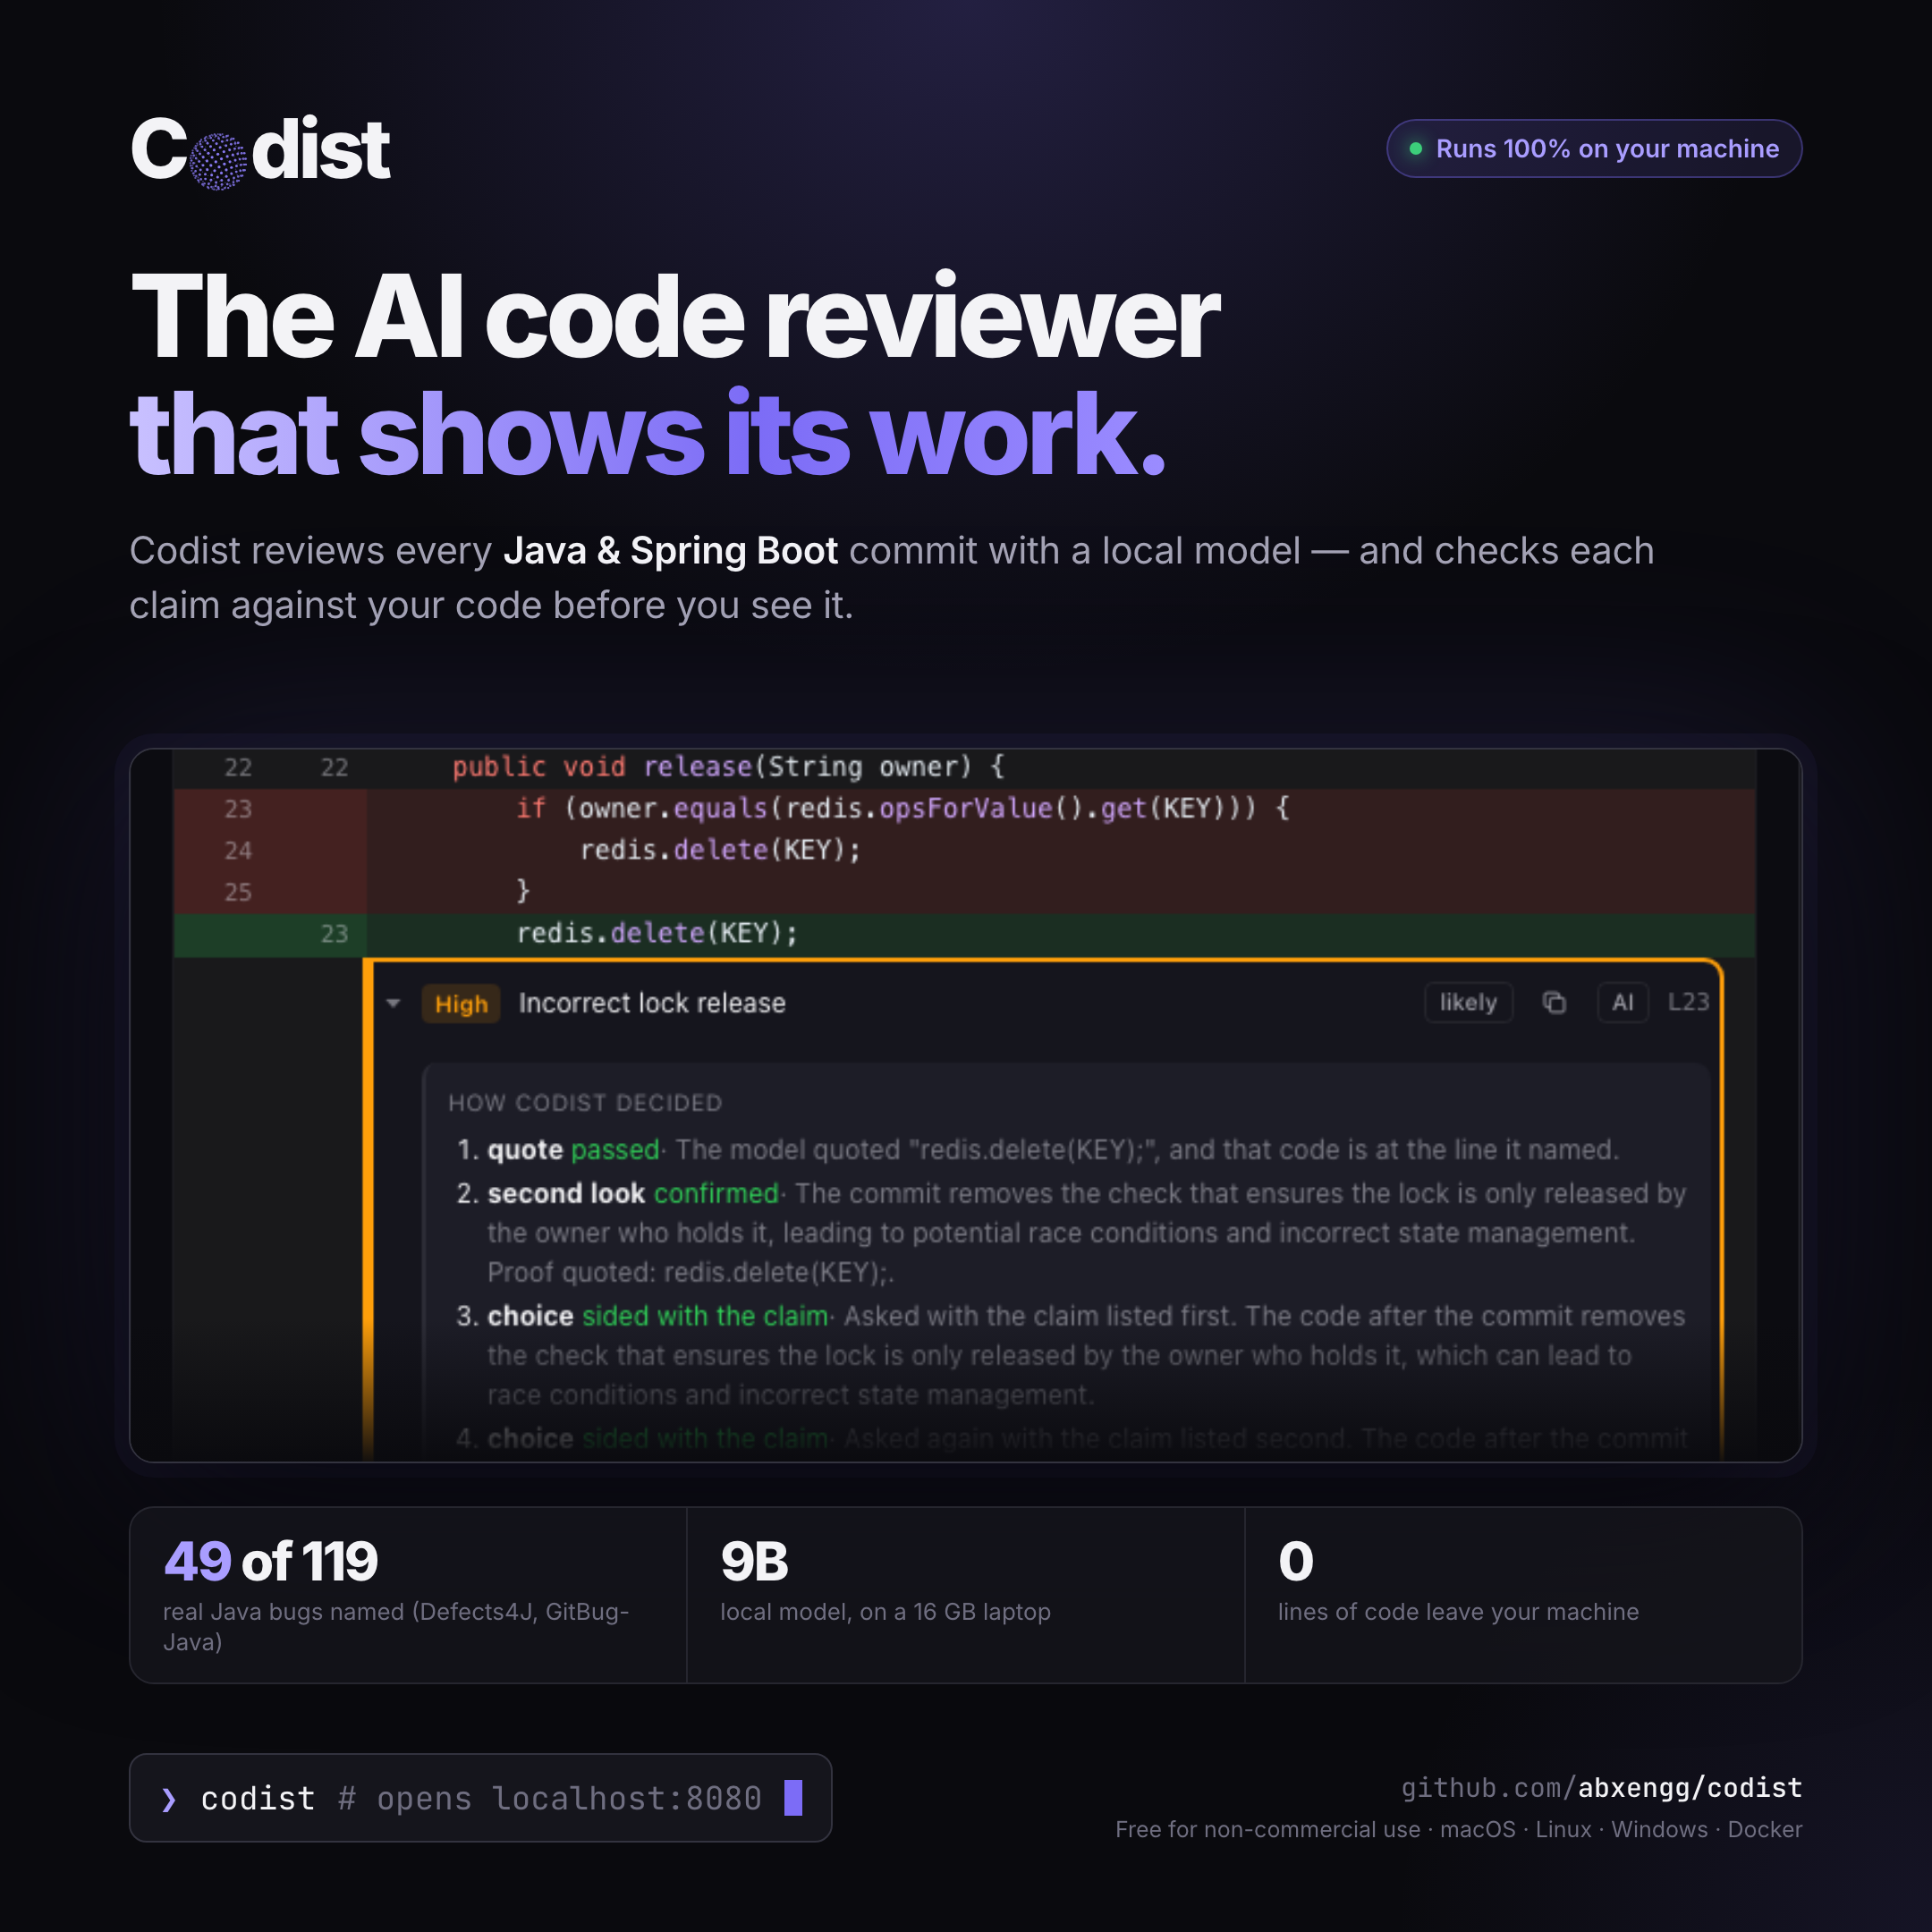 Codist
Runs 100% on your machine
The AI code reviewer
that shows its work.
Codist reviews every Java & Spring Boot commit with a local model — and checks each
claim against your code before you see it.
22 22 public void release(String owner) {
23 if (owner.equals(redis.opsForValue().get(KEY))) {
24 redis.delete(KEY);
25 }
23 redis.delete(KEY);
High Incorrect lock release likely AI L23
HOW CODIST DECIDED
1. quote passed· The model quoted "redis.delete(KEY);", and that code is at the line it named.
2. second look confirmed· The commit removes the check that ensures the lock is only released by
the owner who holds it, leading to potential race conditions and incorrect state management.
Proof quoted: redis.delete(KEY);.
3. choice sided with the claim· Asked with the claim listed first. The code after the commit removes
the check that ensures the lock is only released by the owner who holds it, which can lead to
race conditions and incorrect state management.
4. choice sided with the claim· Asked again with the claim listed second. The code after the commit
49 of 119
real Java bugs named (Defects4J, GitBug-
Java)
9B
local model, on a 16 GB laptop
0
lines of code leave your machine
❯ codist # opens localhost:8080
github.com/abxengg/codist
Free for non-commercial use · macOS · Linux · Windows · Docker